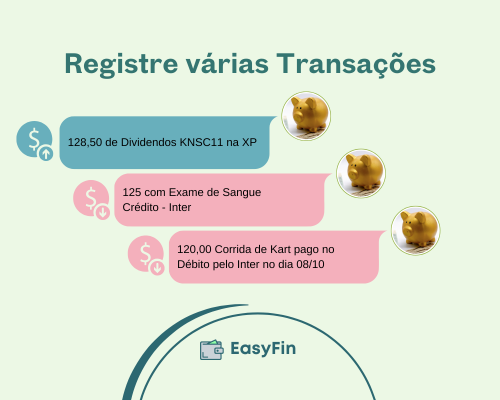 Registre várias Transações
128,50 de Dividendos KNSC11 na XP
125 com Exame de Sangue
Crédito - Inter
120,00 Corrida de Kart pago no
Débito pelo Inter no dia 08/10
EasyFin